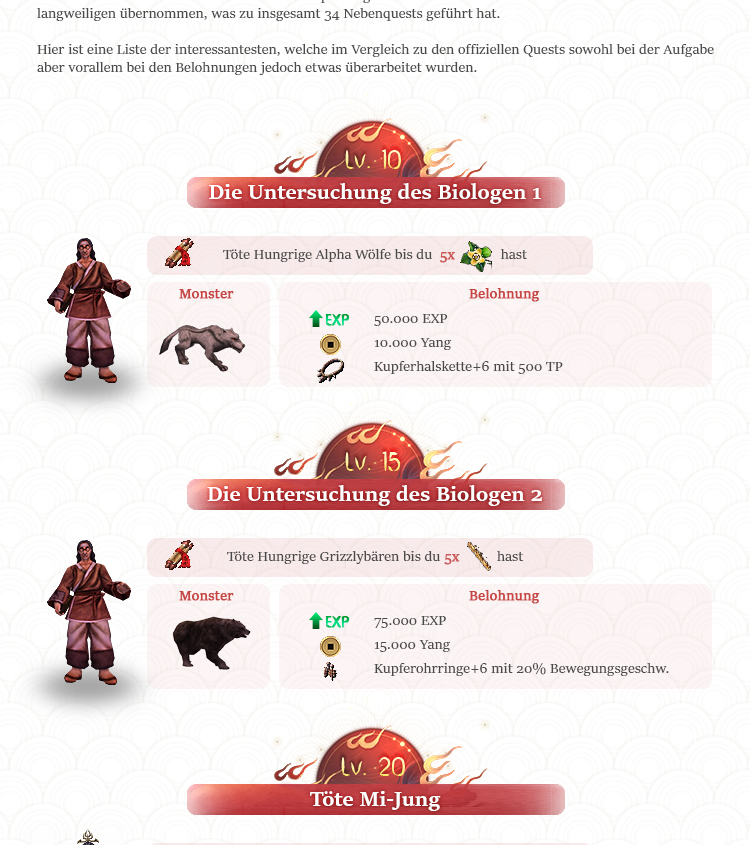 langweiligen übernommen, was zu insgesamt 34 Nebenquests geführt hat.
Hier ist eine Liste der interessantesten, welche im Vergleich zu den offiziellen Quests sowohl bei der Aufgabe
aber vorallem bei den Belohnungen jedoch etwas überarbeitet wurden.
Lv. 10
Die Untersuchung des Biologen 1
Töte Hungrige Alpha Wölfe bis du 5x hast
Monster
Belohnung
EXP 50.000 EXP
10.000 Yang
Kupferhalskette+6 mit 500 TP
Lv. 15
Die Untersuchung des Biologen 2
Töte Hungrige Grizzlybären bis du 5x hast
Monster
Belohnung
EXP 75.000 EXP
15.000 Yang
Kupferohrringe+6 mit 20% Bewegungsgeschw.
Lv. 20
Töte Mi-Jung